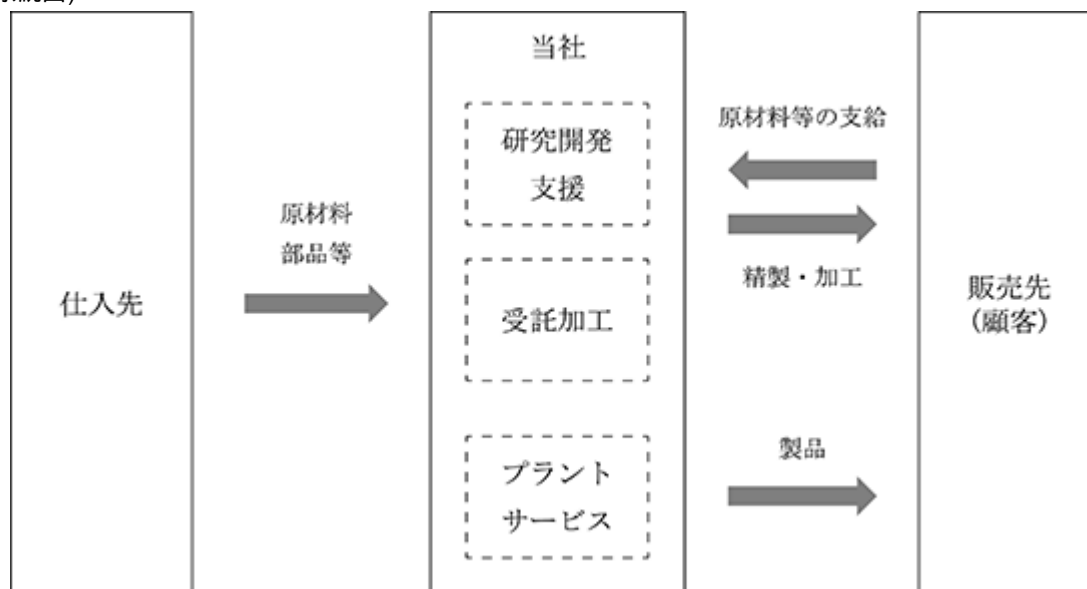 当社
研究開発
支援
原材料等の支給
原材料
部品等
精製・加工
仕入先
受託加工
販売先
(顧客)
製品
プラント
サービス